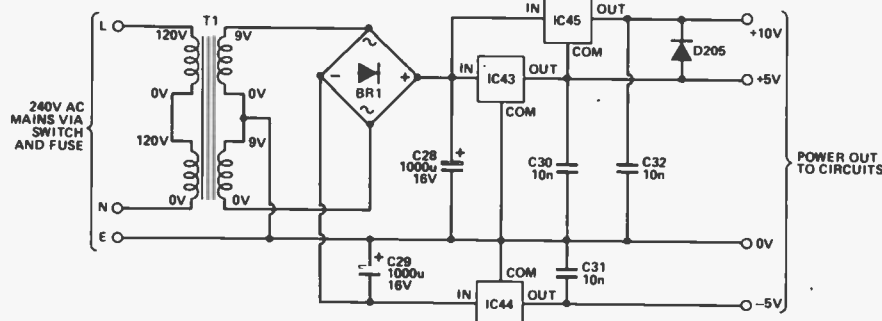 IN
OUT
IC45
COM
+10V
L
120V
T1
9V
D205
IN
IC43
OUT
+5V
BR1
COM
0V
0V
240V AC
MAINS VIA
SWITCH
AND FUSE
120V
9V
C28
1000u
16V
C30
10n
C32
10n
POWER OUT
TO CIRCUITS
0V
0V
N
E
0V
C29
1000u
16V
COM
C31
10n
IN
IC44
OUT
–5V